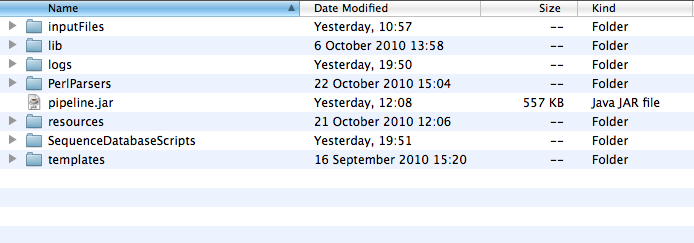 Name Date Modified Size Kind
inputFiles Yesterday, 10:57 -- Folder
lib 6 October 2010 13:58 -- Folder
logs Yesterday, 19:50 -- Folder
PerlParsers 22 October 2010 15:04 -- Folder
pipeline.jar Yesterday, 12:08 557 KB Java JAR file
resources 21 October 2010 12:06 -- Folder
SequenceDatabaseScripts Yesterday, 19:51 -- Folder
templates 16 September 2010 15:20 -- Folder